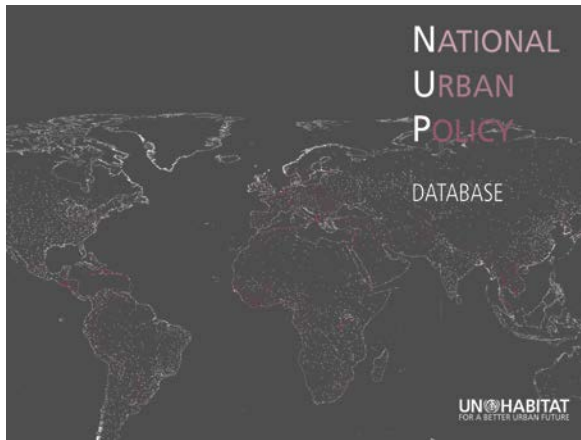 NATIONAL
URBAN
POLICY
DATABASE
UN HABITAT
FOR A BETTER URBAN FUTURE